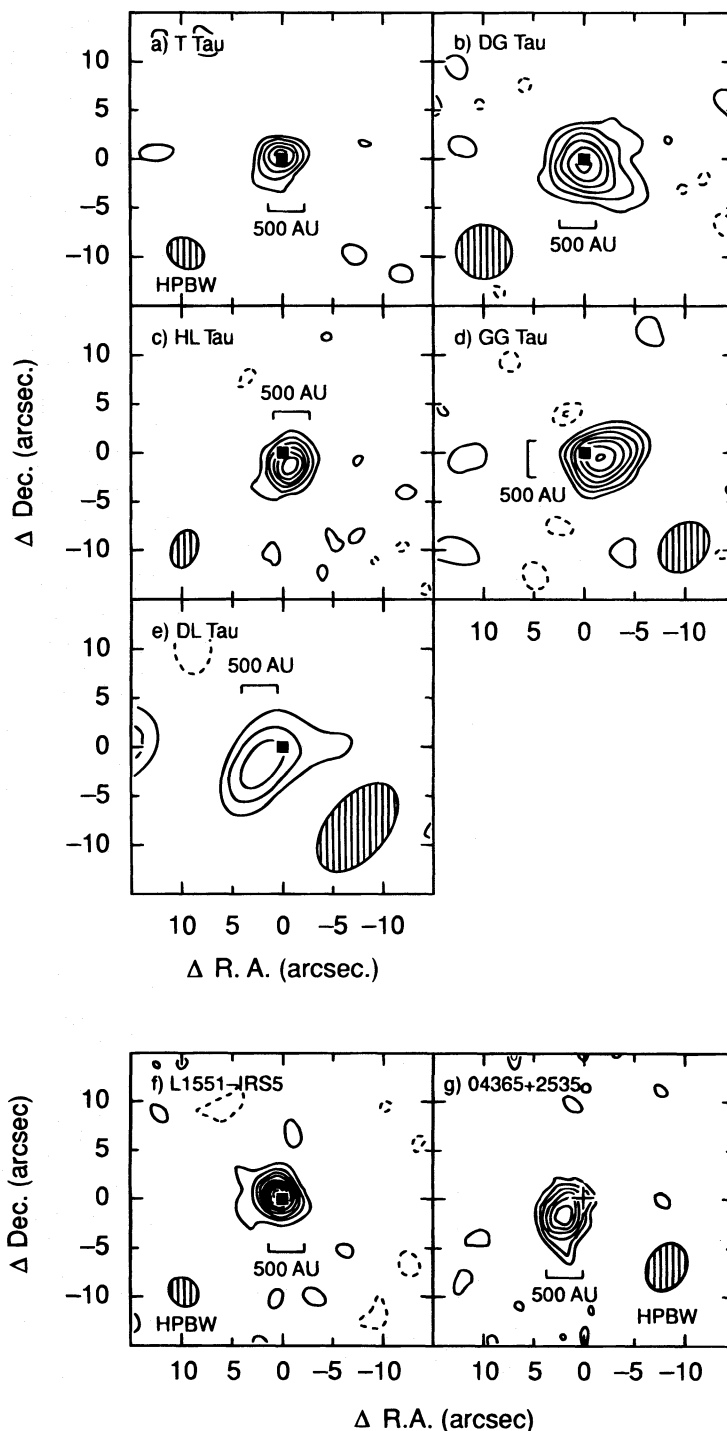 a) T Tau
b) DG Tau
10
5
0
−5
−10
500 AU
500 AU
HPBW
c) HL Tau
d) GG Tau
10
5
0
−5
−10
500 AU
500 AU
Δ Dec. (arcsec.)
e) DL Tau
10 5 0 −5 −10
10
5
0
−5
−10
500 AU
10 5 0 −5 −10
Δ R. A. (arcsec.)
f) L1551–IRS5
g) 04365+2535
10
5
0
−5
−10
Δ Dec. (arcsec)
500 AU
500 AU
HPBW
HPBW
10 5 0 −5 −10
10 5 0 −5 −10
Δ R.A. (arcsec)